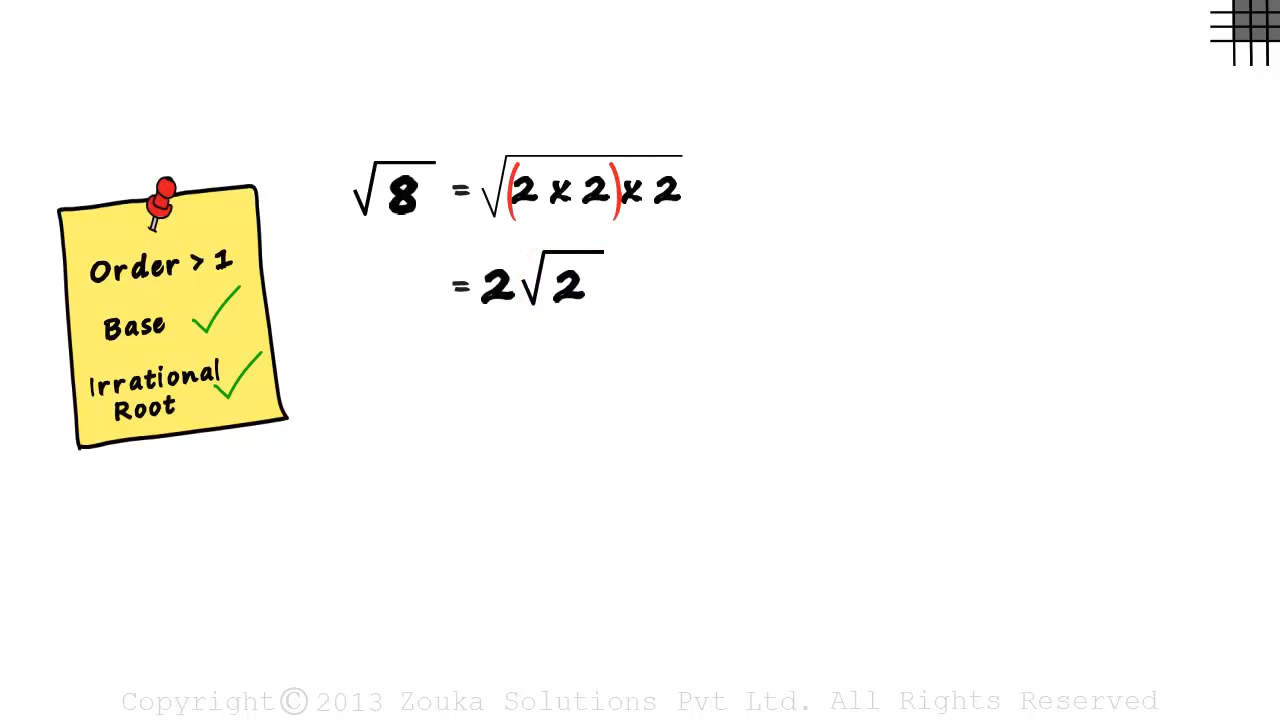 Order > 1
Base ✓
Irrational ✓
Root
√8 = √(2 x 2) x 2
= 2√2
Copyright© 2013 Zouka Solutions Pvt Ltd. All Rights Reserved